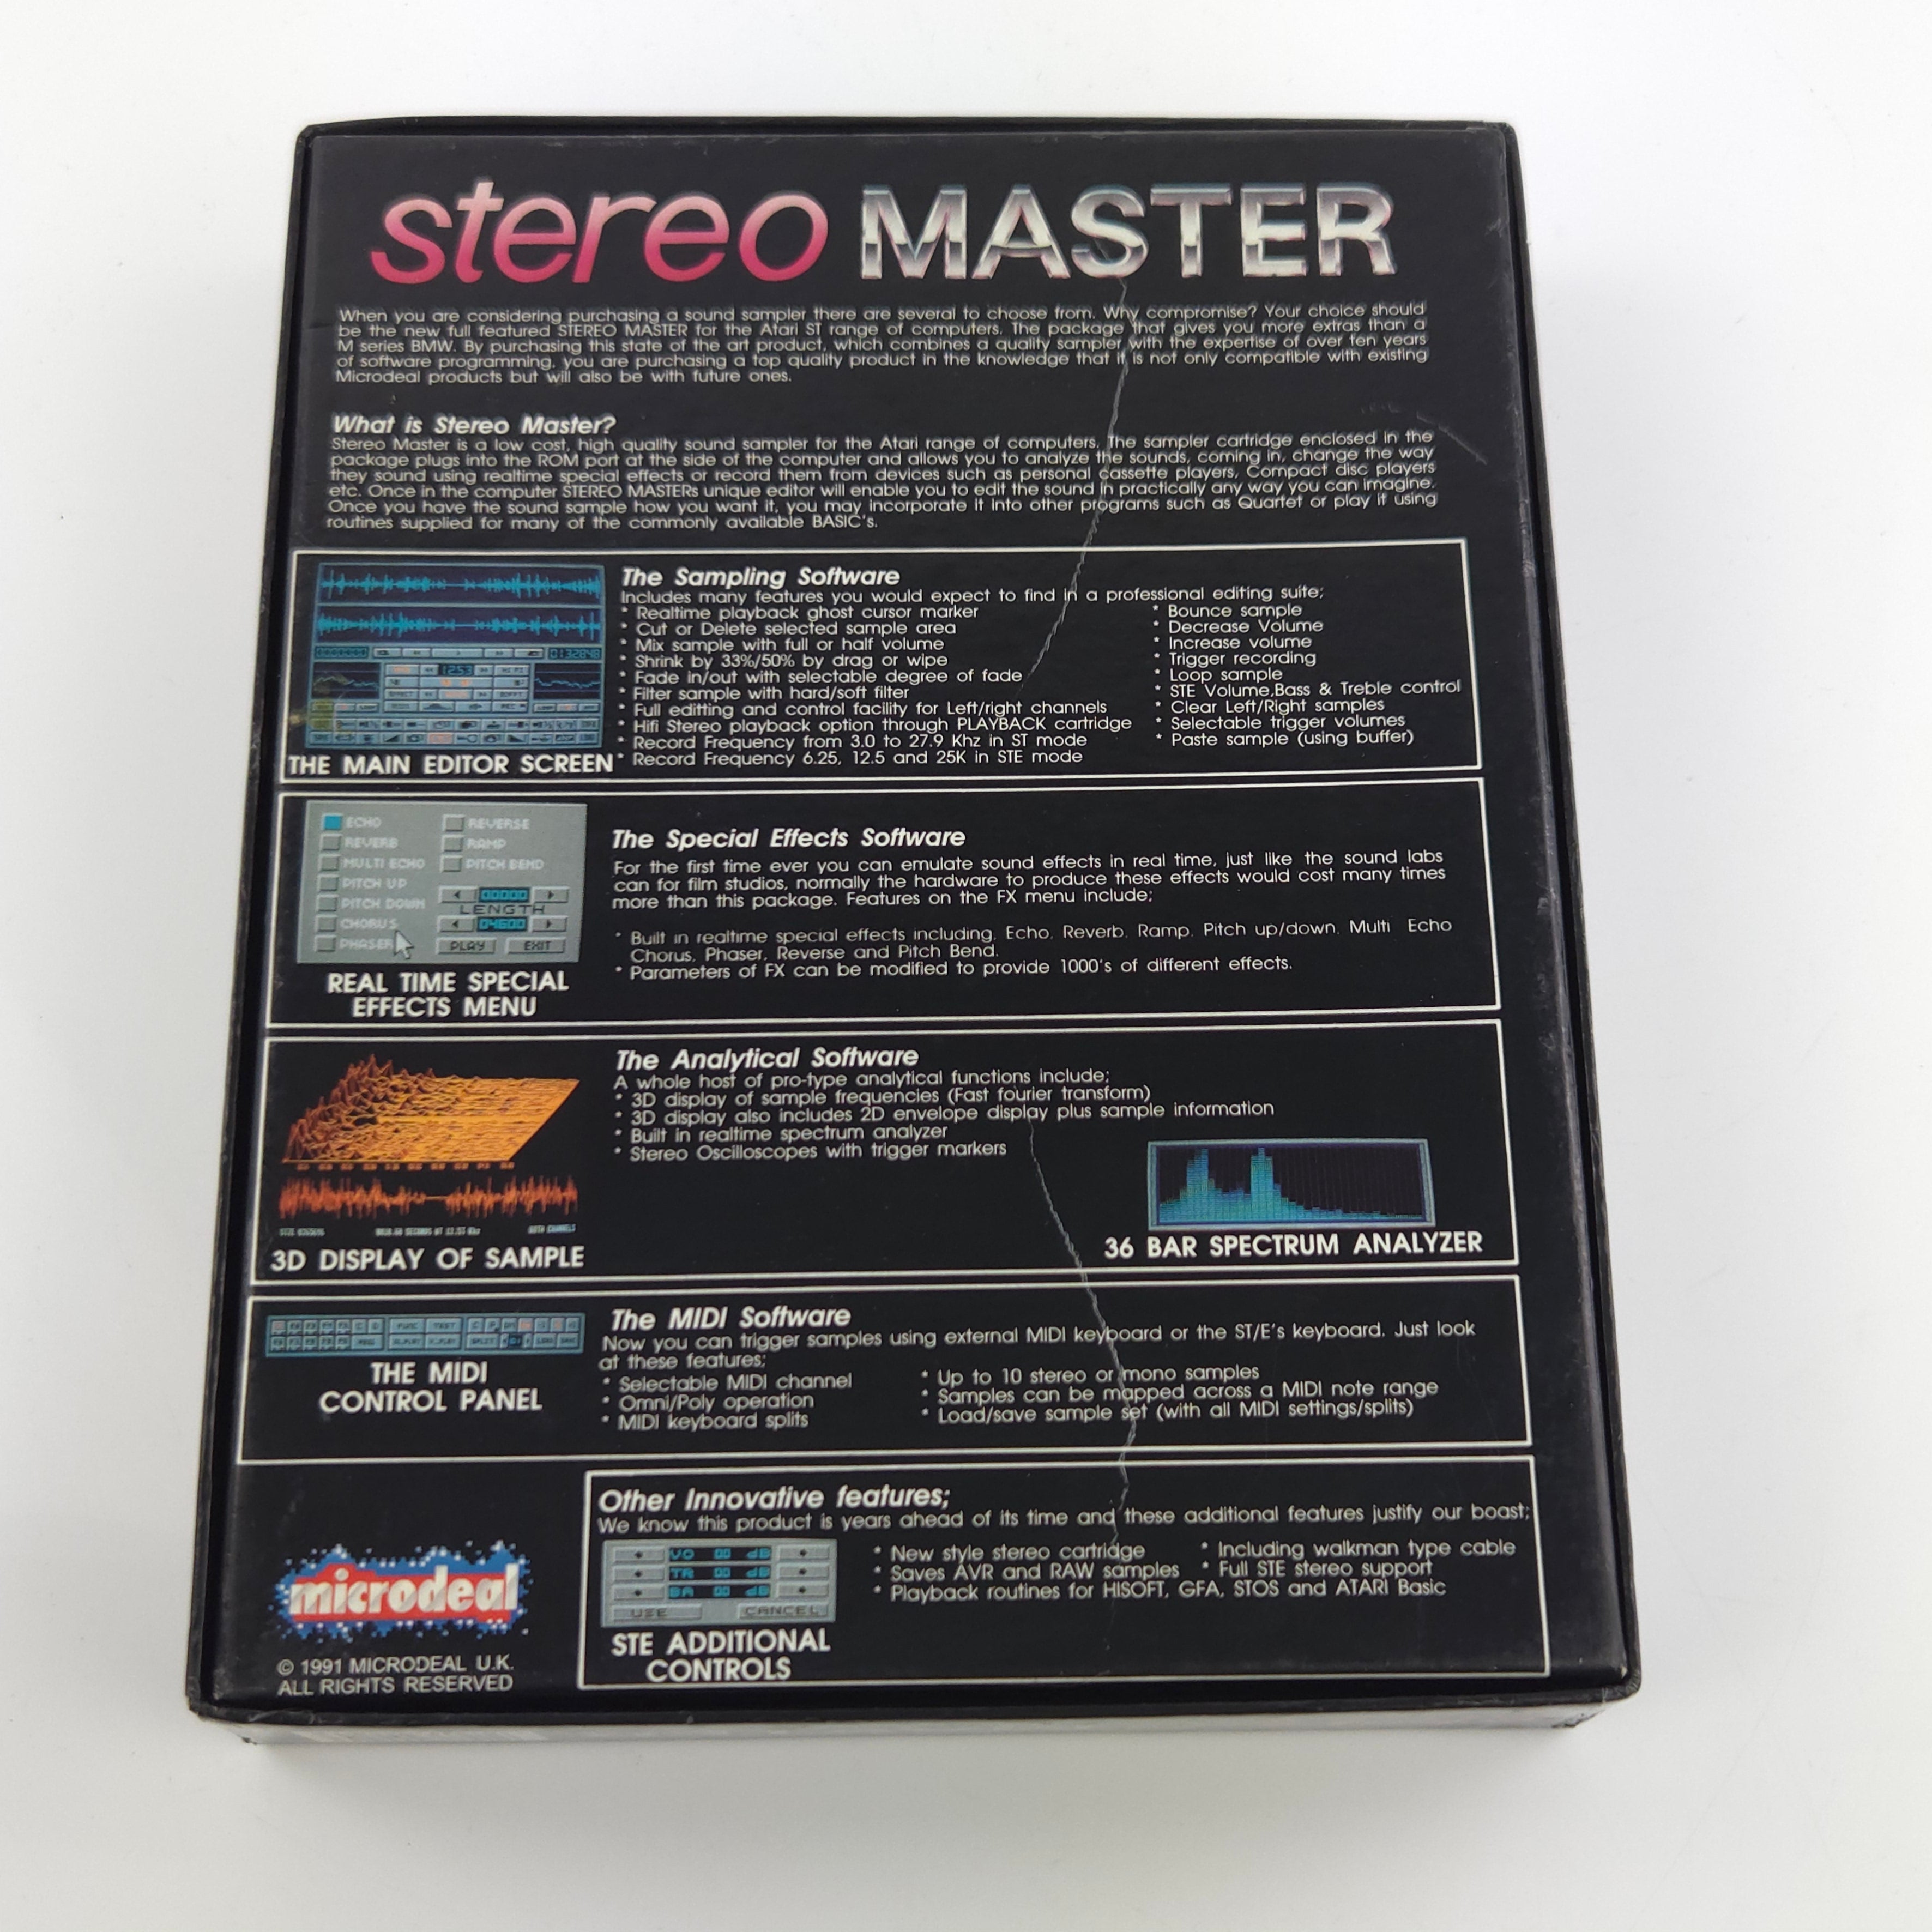 stereo MASTER
When you are considering purchasing a sound sampler there are several to choose from. Why compromise? Your choice should
be the new full featured STEREO MASTER for the Atari ST range of computers. The package that gives you more extras than a
M series BMW. By purchasing this state of the art product, which combines a quality sampler with the expertise of over ten years
of software programming, you are purchasing a top quality product in the knowledge that it is not only compatible with existing
Microdeal products but will also be with future ones.
What is Stereo Master?
Stereo Master is a low cost, high quality sound sampler for the Atari range of computers. The sampler cartridge enclosed in the
package plugs into the ROM port at the side of the computer and allows you to analyze the sounds, coming in, change the way
they sound using realtime special effects or record them from devices such as personal cassette players, Compact disc players
etc. Once in the computer STEREO MASTERs unique editor will enable you to edit the sound in practically any way you can imagine.
Once you have the sound sample how you want it, you may incorporate it into other programs such as Quartet or play it using
routines supplied for many of the commonly available BASIC's.
THE MAIN EDITOR SCREEN
The Sampling Software
Includes many features you would expect to find in a professional editing suite;
* Realtime playback ghost cursor marker
* Cut or Delete selected sample area
* Mix sample with full or half volume
* Shrink by 33%/50% by drag or wipe
* Fade in/out with selectable degree of fade
* Filter sample with hard/soft filter
* Full editting and control facility for Left/right channels
* Hifi Stereo playback option through PLAYBACK cartridge
* Record Frequency from 3.0 to 27.9 Khz in ST mode
* Record Frequency 6.25, 12.5 and 25K in STE mode
* Bounce sample
* Decrease Volume
* Increase volume
* Trigger recording
* Loop sample
* STE Volume,Bass & Treble control
* Clear Left/Right samples
* Selectable trigger volumes
* Paste sample (using buffer)
ECHO
REVERB
MULTI ECHO
PITCH UP
PITCH DOWN
CHORUS
PHASER
REVERSE
RAMP
PITCH BEND
00000
LENGTH
04600
PLAY EXIT
REAL TIME SPECIAL
EFFECTS MENU
The Special Effects Software
For the first time ever you can emulate sound effects in real time, just like the sound labs
can for film studios, normally the hardware to produce these effects would cost many times
more than this package. Features on the FX menu include;
* Built in realtime special effects including, Echo, Reverb, Ramp, Pitch up/down, Multi Echo
Chorus, Phaser, Reverse and Pitch Bend.
* Parameters of FX can be modified to provide 1000's of different effects.
3D DISPLAY OF SAMPLE
The Analytical Software
A whole host of pro-type analytical functions include;
* 3D display of sample frequencies (Fast fourier transform)
* 3D display also includes 2D envelope display plus sample information
* Built in realtime spectrum analyzer
* Stereo Oscilloscopes with trigger markers
36 BAR SPECTRUM ANALYZER
THE MIDI
CONTROL PANEL
The MIDI Software
Now you can trigger samples using external MIDI keyboard or the ST/E's keyboard. Just look
at these features;
* Selectable MIDI channel
* Omni/Poly operation
* MIDI keyboard splits
* Up to 10 stereo or mono samples
* Samples can be mapped across a MIDI note range
* Load/save sample set (with all MIDI settings/splits)
microdeal
© 1991 MICRODEAL U.K.
ALL RIGHTS RESERVED
Other Innovative features;
We know this product is years ahead of its time and these additional features justify our boast;
VO 00 dB
TR 00 dB
BA 00 dB
USE CANCEL
STE ADDITIONAL
CONTROLS
* New style stereo cartridge
* Saves AVR and RAW samples
* Playback routines for HISOFT, GFA, STOS and ATARI Basic
* Including walkman type cable
* Full STE stereo support